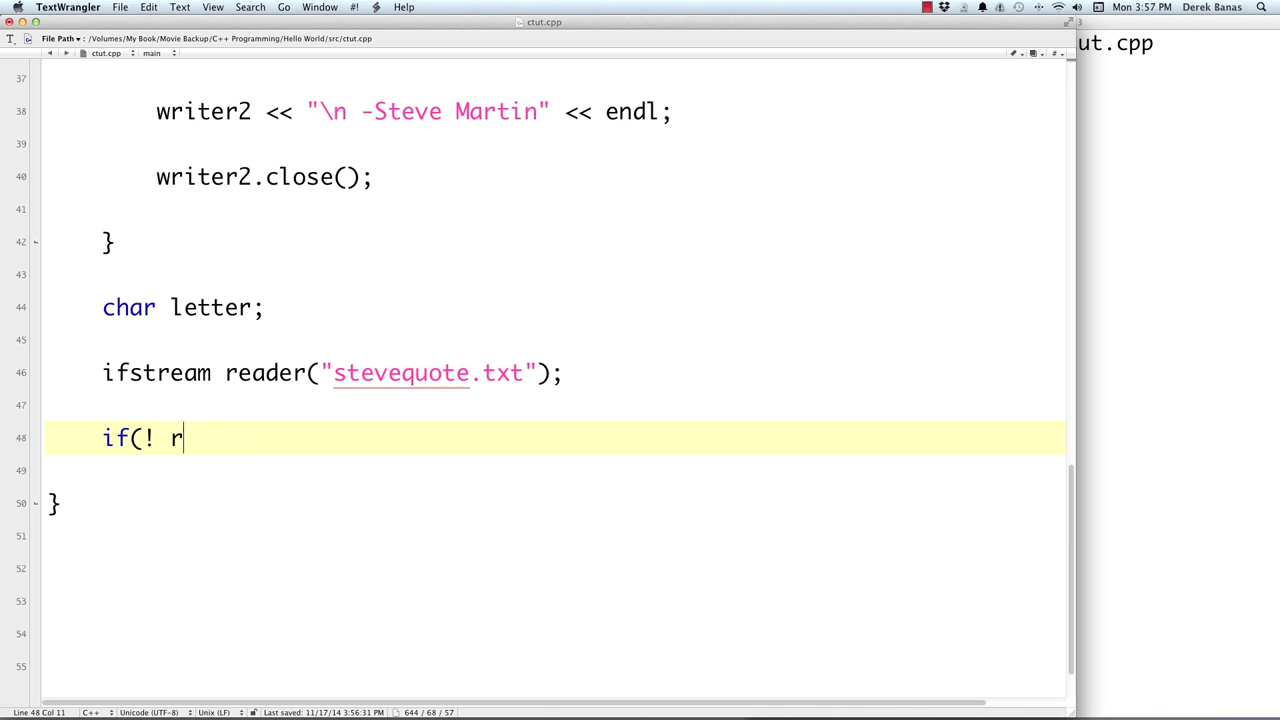 TextWrangler File Edit Text View Search Go Window #! Help Mon 3:57 PM Derek Banas
ctut.cpp
File Path ▾ : /Volumes/My Book/Movie Backup/C++ Programming/Hello World/src/ctut.cpp
ctut.cpp main
ut.cpp
37
38 writer2 << "\n -Steve Martin" << endl;
39
40 writer2.close();
41
42 }
43
44 char letter;
45
46 ifstream reader("stevequote.txt");
47
48 if(! r
49
50 }
51
52
53
54
55
Line 48 Col 11 C++ Unicode (UTF-8) Unix (LF) Last saved: 11/17/14 3:56:31 PM 644 / 68 / 57